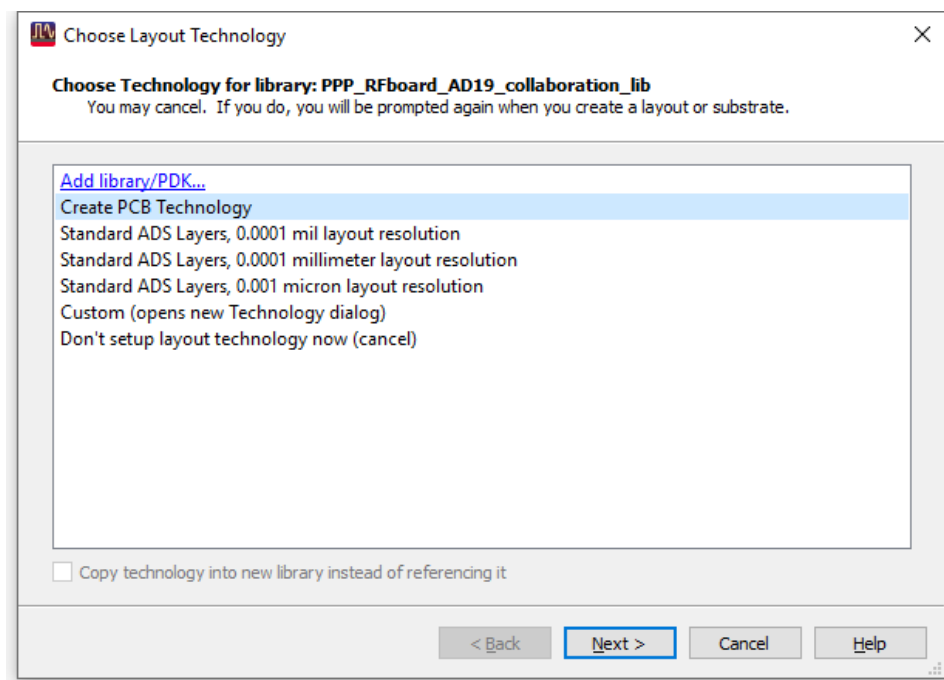 Choose Layout Technology
Choose Technology for library: PPP_RFboard_AD19_collaboration_lib
You may cancel. If you do, you will be prompted again when you create a layout or substrate.
Add library/PDK...
Create PCB Technology
Standard ADS Layers, 0.0001 mil layout resolution
Standard ADS Layers, 0.0001 millimeter layout resolution
Standard ADS Layers, 0.001 micron layout resolution
Custom (opens new Technology dialog)
Don't setup layout technology now (cancel)
Copy technology into new library instead of referencing it
< Back Next > Cancel Help